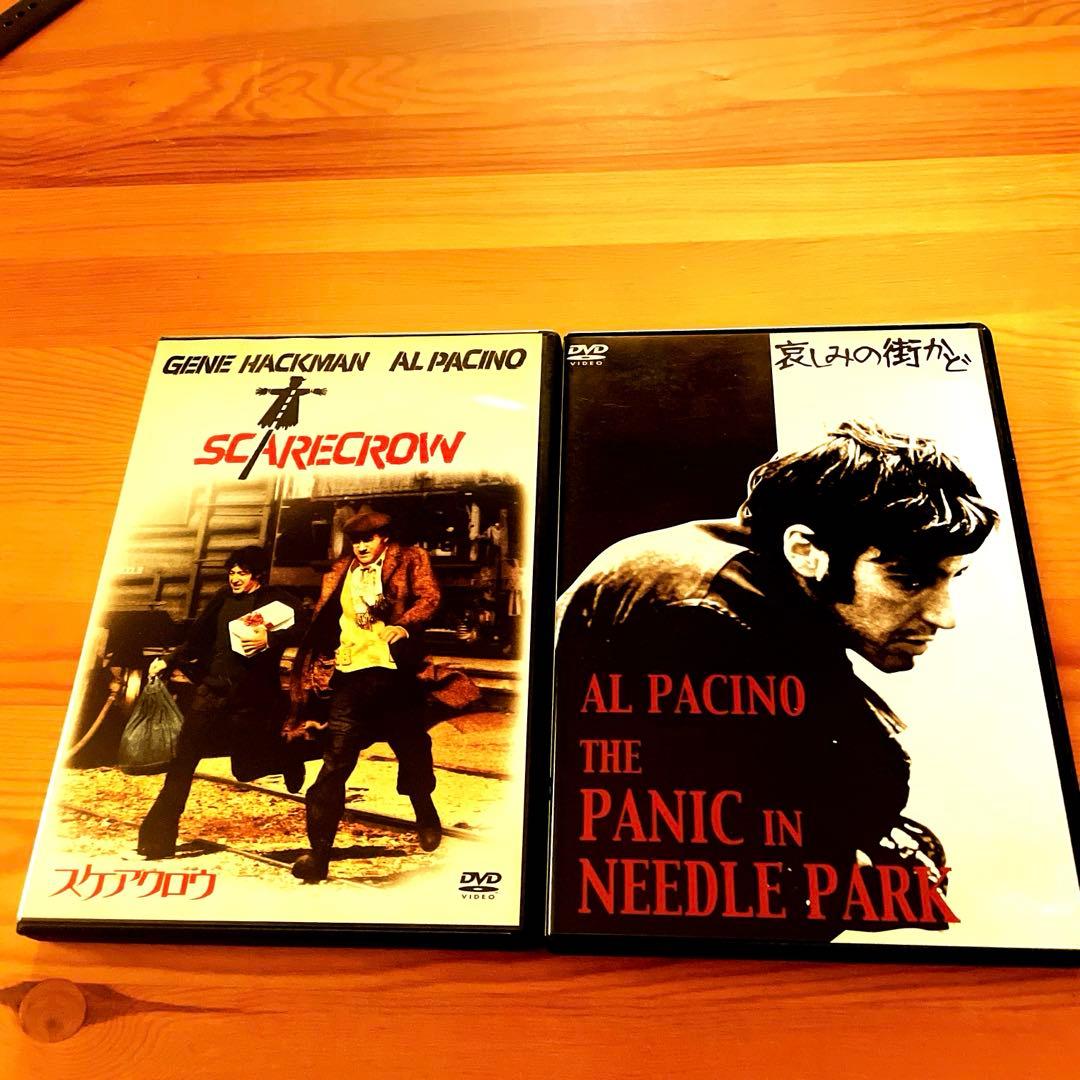 GENE HACKMAN AL PACINO
SCARECROW
スケアクロウ
DVD
VIDEO
DVD
VIDEO
哀しみの街かど
AL PACINO
THE
PANIC IN
NEEDLE PARK